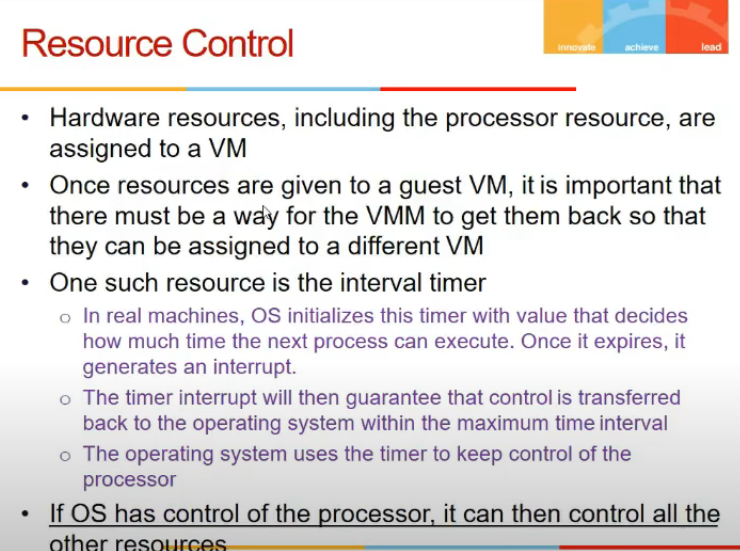 Resource Control
innovate achieve lead
• Hardware resources, including the processor resource, are
assigned to a VM
• Once resources are given to a guest VM, it is important that
there must be a way for the VMM to get them back so that
they can be assigned to a different VM
• One such resource is the interval timer
o In real machines, OS initializes this timer with value that decides
how much time the next process can execute. Once it expires, it
generates an interrupt.
o The timer interrupt will then guarantee that control is transferred
back to the operating system within the maximum time interval
o The operating system uses the timer to keep control of the
processor
• If OS has control of the processor, it can then control all the
other resources